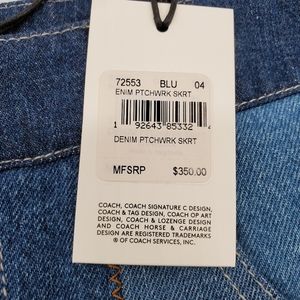 72553 BLU 04
ENIM PTCHWRK SKRT
1 92643 85332 4
DENIM PTCHWRK SKRT
MFSRP $350.00
COACH, COACH SIGNATURE C DESIGN,
COACH & TAG DESIGN, COACH OP ART
DESIGN, COACH & LOZENGE DESIGN
AND COACH HORSE & CARRIAGE
DESIGN ARE REGISTERED TRADEMARKS
® OF COACH SERVICES, INC.